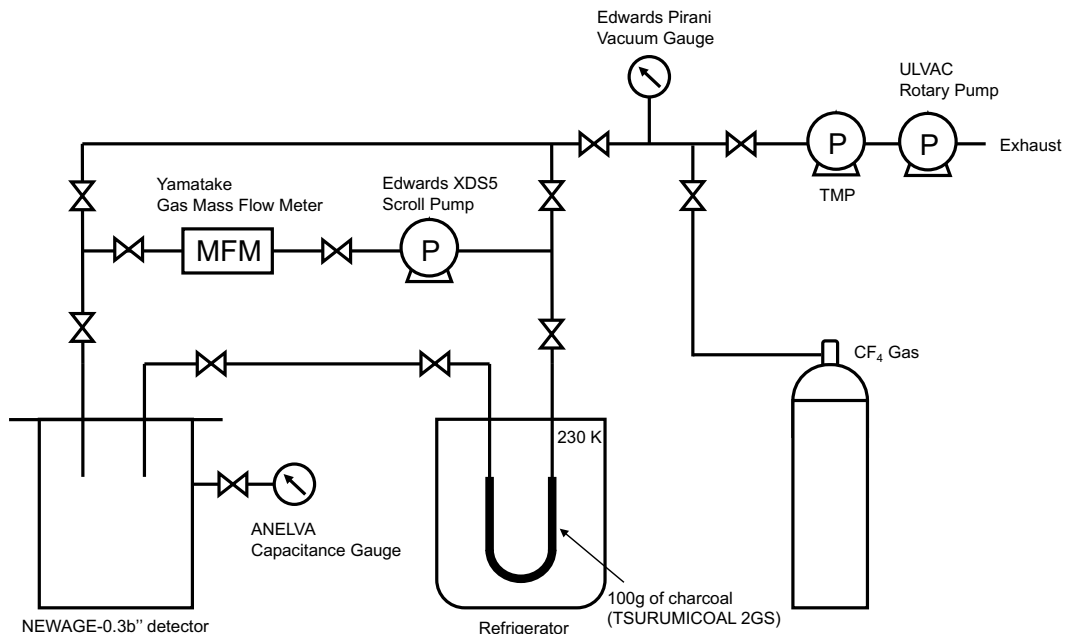 Edwards Pirani
Vacuum Gauge
ULVAC
Rotary Pump
P
P
Exhaust
TMP
Yamatake
Gas Mass Flow Meter
Edwards XDS5
Scroll Pump
MFM
P
CF₄ Gas
230 K
ANELVA
Capacitance Gauge
100g of charcoal
(TSURUMICOAL 2GS)
NEWAGE-0.3b’’ detector
Refrigerator